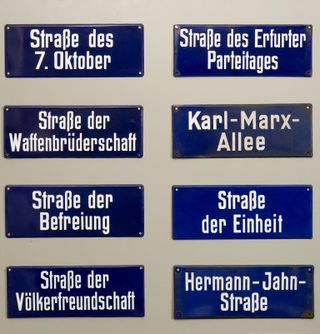 Straße des
7. Oktober
Straße des Erfurter
Parteitages
Straße der
Waffenbrüderschaft
Karl-Marx-
Allee
Straße der
Befreiung
Straße
der Einheit
Straße der
Völkerfreundschaft
Hermann-Jahn-
Straße